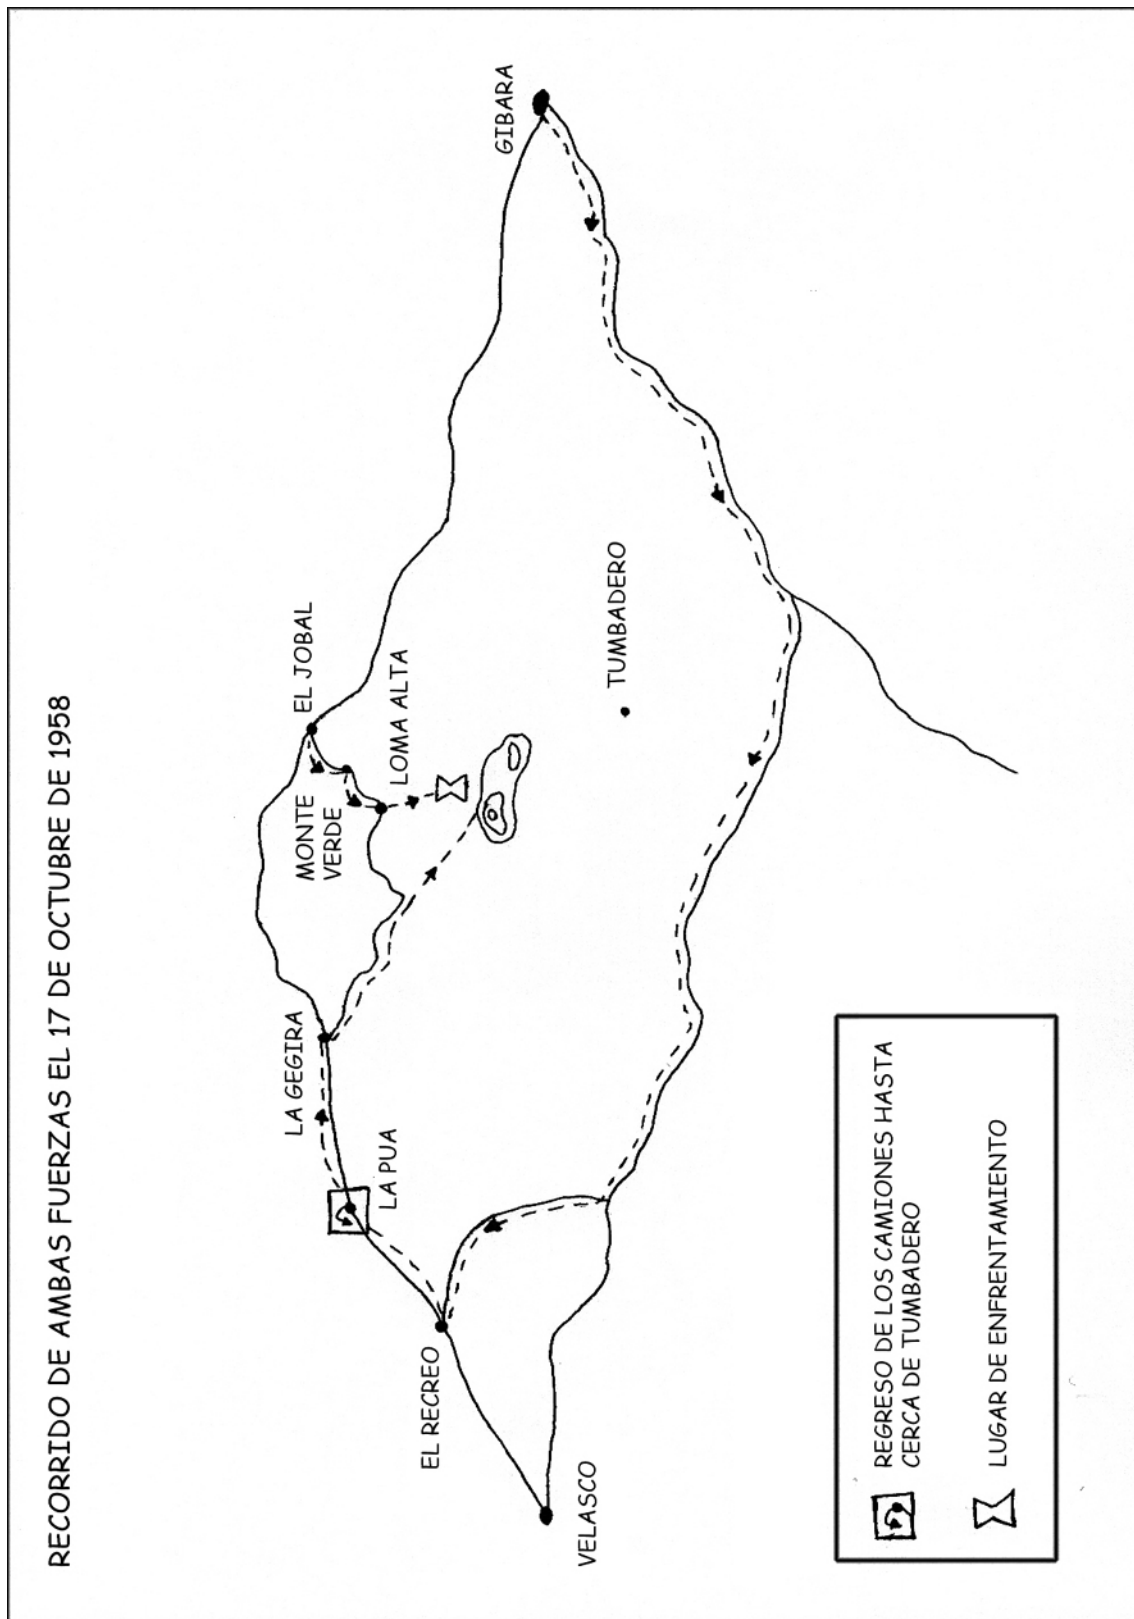 RECORRIDO DE AMBAS FUERZAS EL 17 DE OCTUBRE DE 1958
EL JOBAL
MONTE
VERDE
LOMA ALTA
LA GEGIRA
LA PUA
EL RECREO
VELASCO
GIBARA
TUMBADERO
REGRESO DE LOS CAMIONES HASTA
CERCA DE TUMBADERO
LUGAR DE ENFRENTAMIENTO